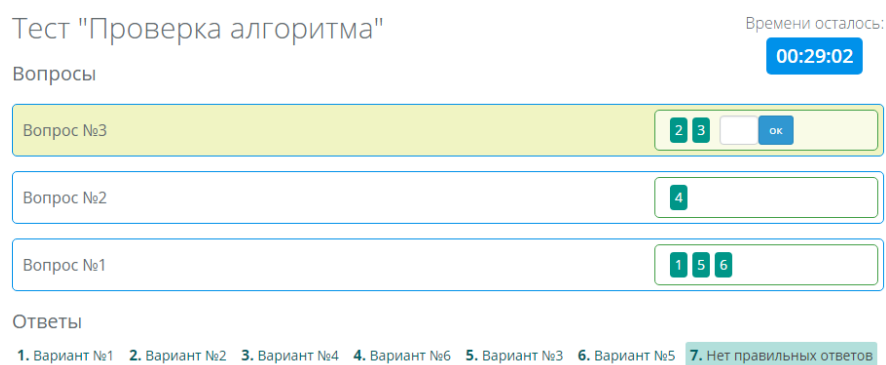 Тест "Проверка алгоритма"
Времени осталось:
00:29:02
Вопросы
Вопрос №3 2 3 ок
Вопрос №2 4
Вопрос №1 1 5 6
Ответы
1. Вариант №1 2. Вариант №2 3. Вариант №4 4. Вариант №6 5. Вариант №3 6. Вариант №5 7. Нет правильных ответов